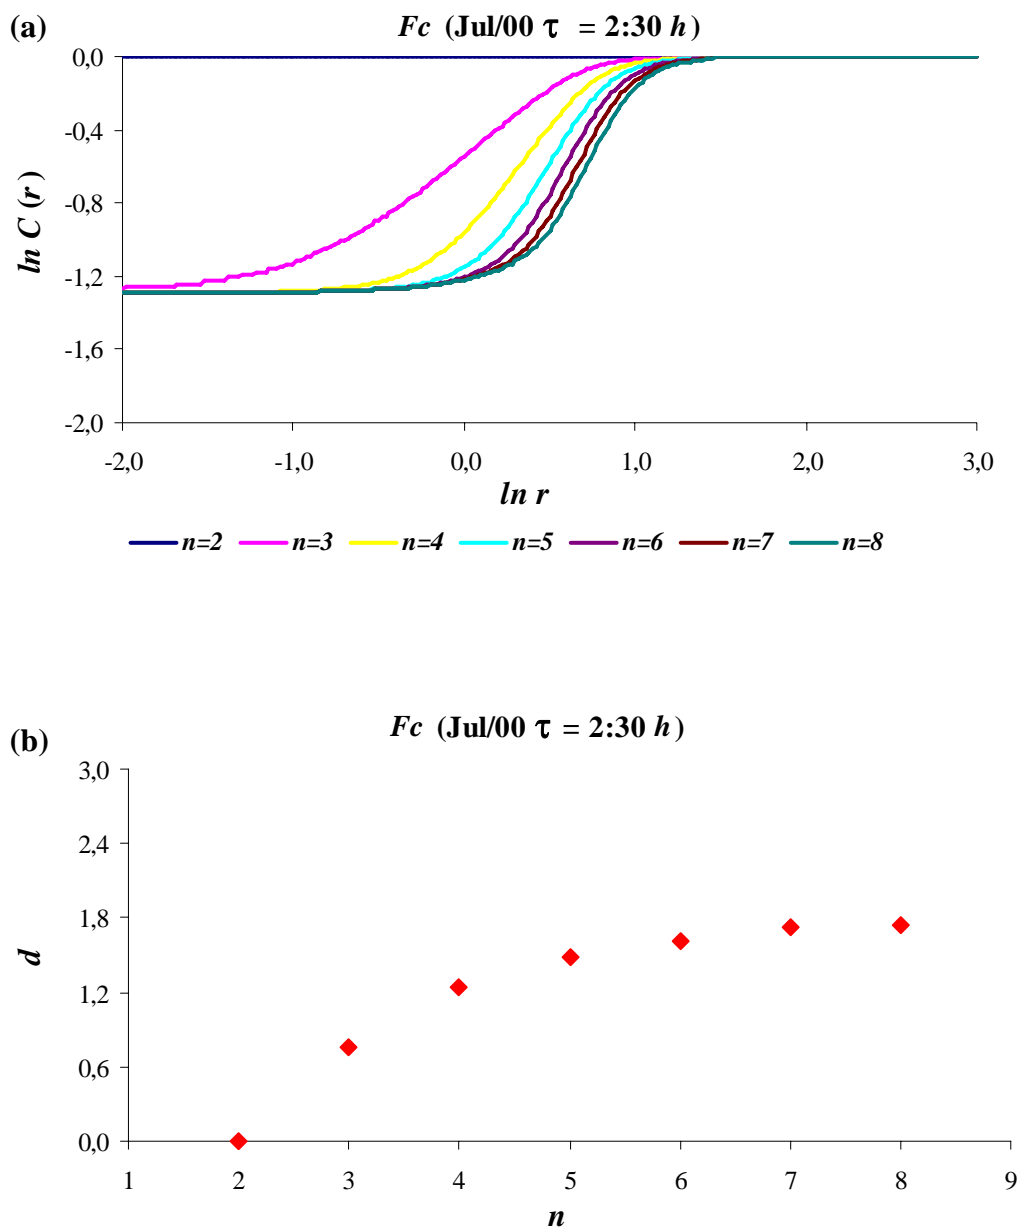 (a)
Fc (Jul/00 τ = 2:30 h)
0,0
-0,4
-0,8
-1,2
-1,6
-2,0
ln C (r)
-2,0 -1,0 0,0 1,0 2,0 3,0
ln r
n=2 n=3 n=4 n=5 n=6 n=7 n=8
(b)
Fc (Jul/00 τ = 2:30 h)
3,0
2,4
1,8
1,2
0,6
0,0
d
1 2 3 4 5 6 7 8 9
n